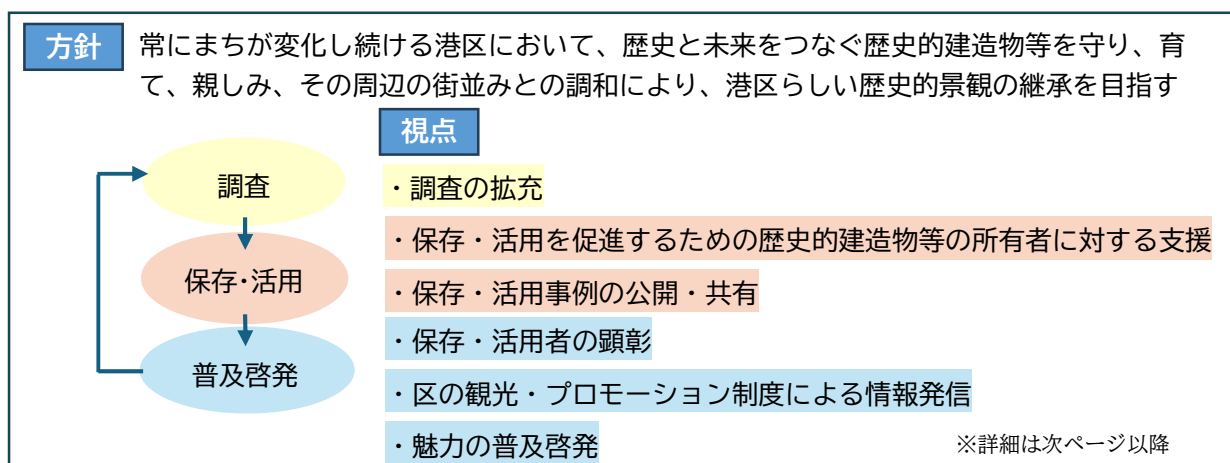 方針
常にまちが変化し続ける港区において、歴史と未来をつなぐ歴史的建造物等を守り、育
て、親しみ、その周辺の街並みとの調和により、港区らしい歴史的景観の継承を目指す
視点
調査
・調査の拡充
・保存・活用を促進するための歴史的建造物等の所有者に対する支援
保存・活用
・保存・活用事例の公開・共有
・保存・活用者の顕彰
普及啓発
・区の観光・プロモーション制度による情報発信
・魅力の普及啓発
※詳細は次ページ以降